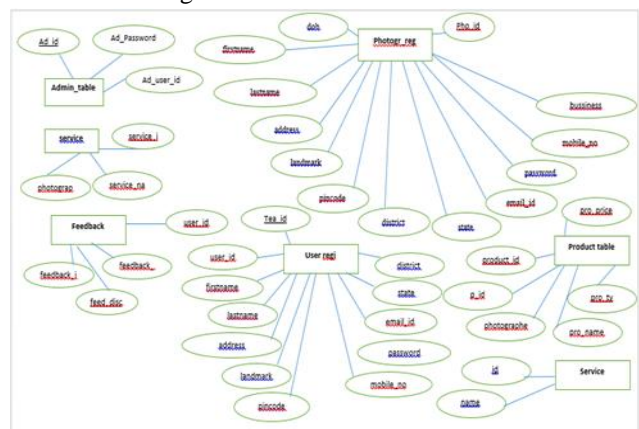 doh
Pho_id
Photogr_reg
firstname
Ad_id
Ad_Password
Ad_user_id
Admin_table
lastname
bussiness
service
service_i
address
mobile_no
landmark
password
photograp
service_na
pincode
email_id
Feedback
user_id
Tea_id
district
state
pro_price
Product table
user_id
User regi
district
product_id
feedback_i
feedback_
firstname
state
p_id
feed_disc
lastname
email_id
photographe
pro_ty
address
password
pro_name
landmark
mobile_no
id
Service
pincode
name